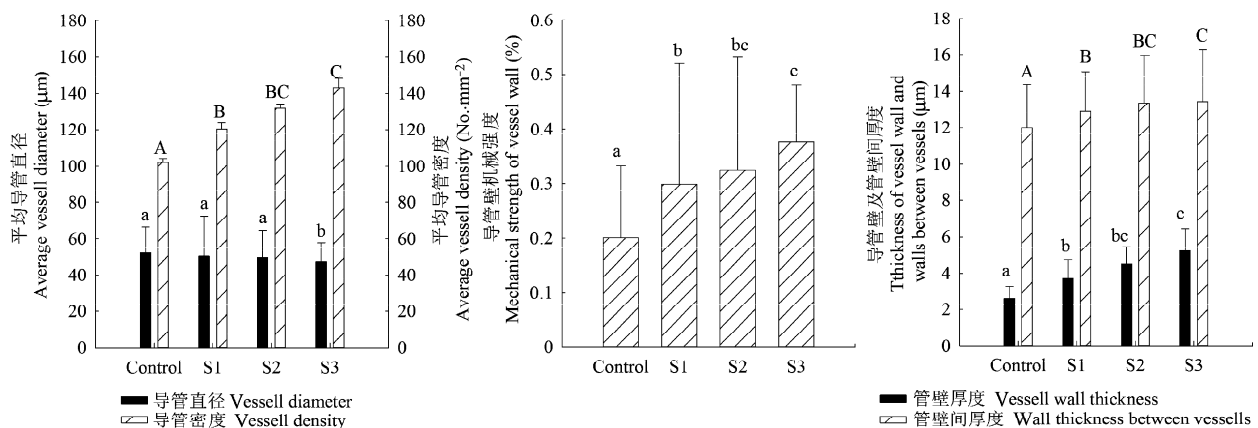 平均导管直径
Average vessel diameter (μm)
180
160
140
120
100
80
60
40
20
0
A
B
BC
C
a
a
a
b
Control
S1
S2
S3
180
160
140
120
100
80
60
40
20
0
平均导管密度
Average vessel density (No.·mm-2)
导管直径 Vessell diameter
导管密度 Vessell density
导管壁机械强度
Mechanical strength of vessel wall (%)
0.6
0.5
0.4
0.3
0.2
0.1
0
a
b
bc
c
Control
S1
S2
S3
导管壁及管壁间厚度
Tthickness of vessel wall and
walls between vessels (μm)
18
16
14
12
10
8
6
4
2
0
A
B
BC
C
a
b
bc
c
Control
S1
S2
S3
管壁厚度 Vessell wall thickness
管壁间厚度 Wall thickness between vessells